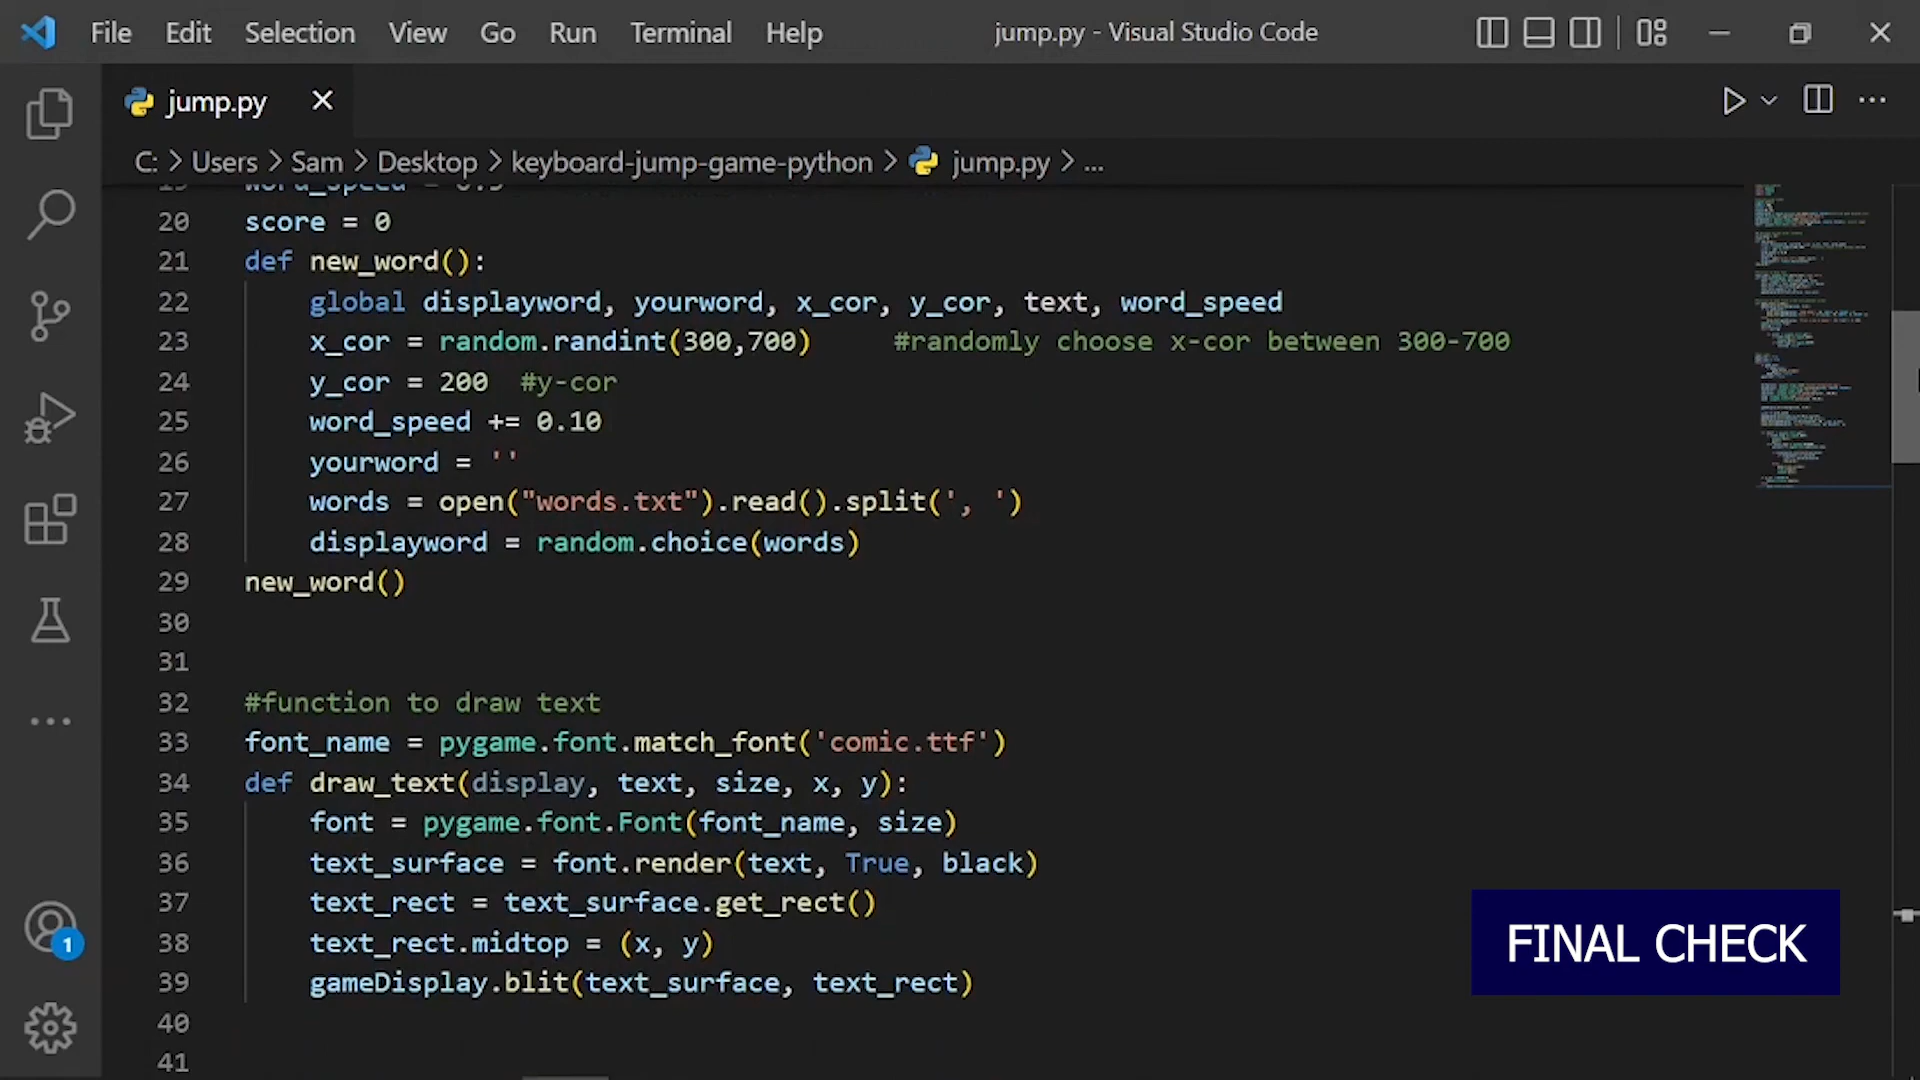 File Edit Selection View Go Run Terminal Help jump.py - Visual Studio Code
jump.py
C: > Users > Sam > Desktop > keyboard-jump-game-python > jump.py > ...
19 word_speed = 0.5
20 score = 0
21 def new_word():
22 global displayword, yourword, x_cor, y_cor, text, word_speed
23 x_cor = random.randint(300,700) #randomly choose x-cor between 300-700
24 y_cor = 200 #y-cor
25 word_speed += 0.10
26 yourword = ''
27 words = open("words.txt").read().split(', ')
28 displayword = random.choice(words)
29 new_word()
30
31
32 #function to draw text
33 font_name = pygame.font.match_font('comic.ttf')
34 def draw_text(display, text, size, x, y):
35 font = pygame.font.Font(font_name, size)
36 text_surface = font.render(text, True, black)
37 text_rect = text_surface.get_rect()
38 text_rect.midtop = (x, y)
39 gameDisplay.blit(text_surface, text_rect)
40
41
1
FINAL CHECK